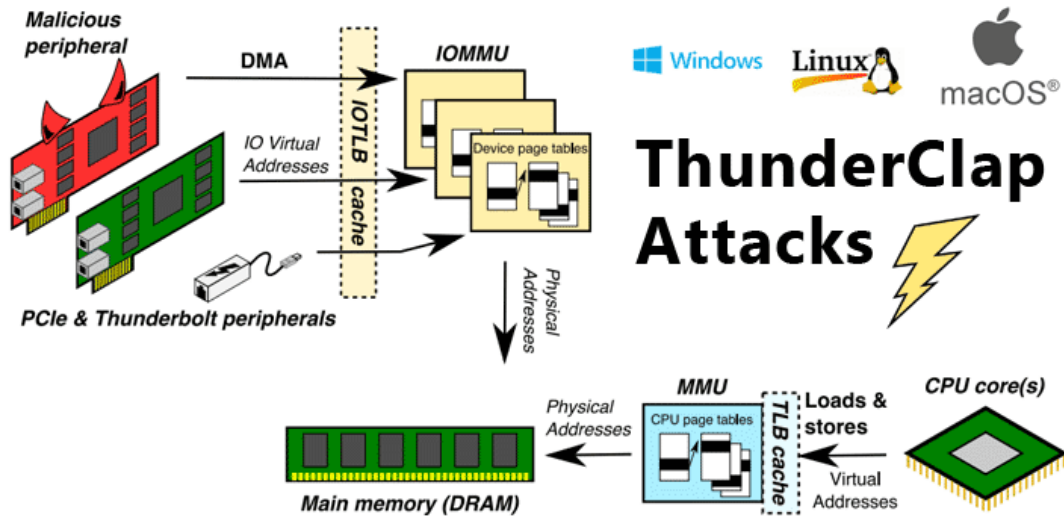 Malicious
peripheral
DMA
IOMMU
IO Virtual
Addresses
IOTLB cache
Device page tables
PCIe & Thunderbolt peripherals
Windows
Linux
macOS®
ThunderClap
Attacks
Physical
Addresses
MMU
CPU page tables
TLB cache
Loads &
stores
Virtual
Addresses
CPU core(s)
Physical
Addresses
Main memory (DRAM)